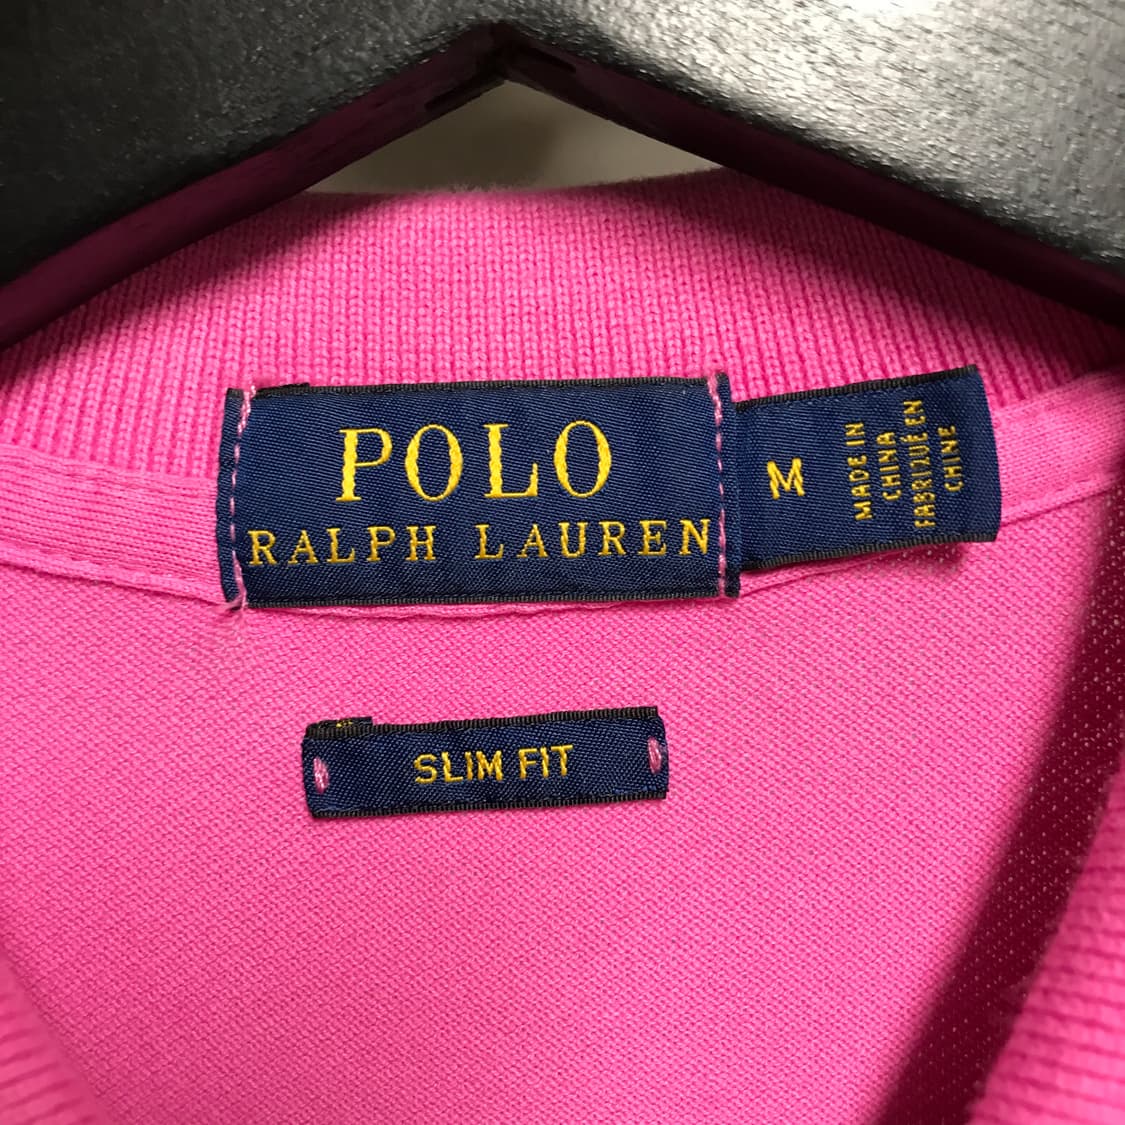 POLO
RALPH LAUREN
M
MADE IN
CHINA
FABRIQUÉ EN
CHINE
SLIM FIT